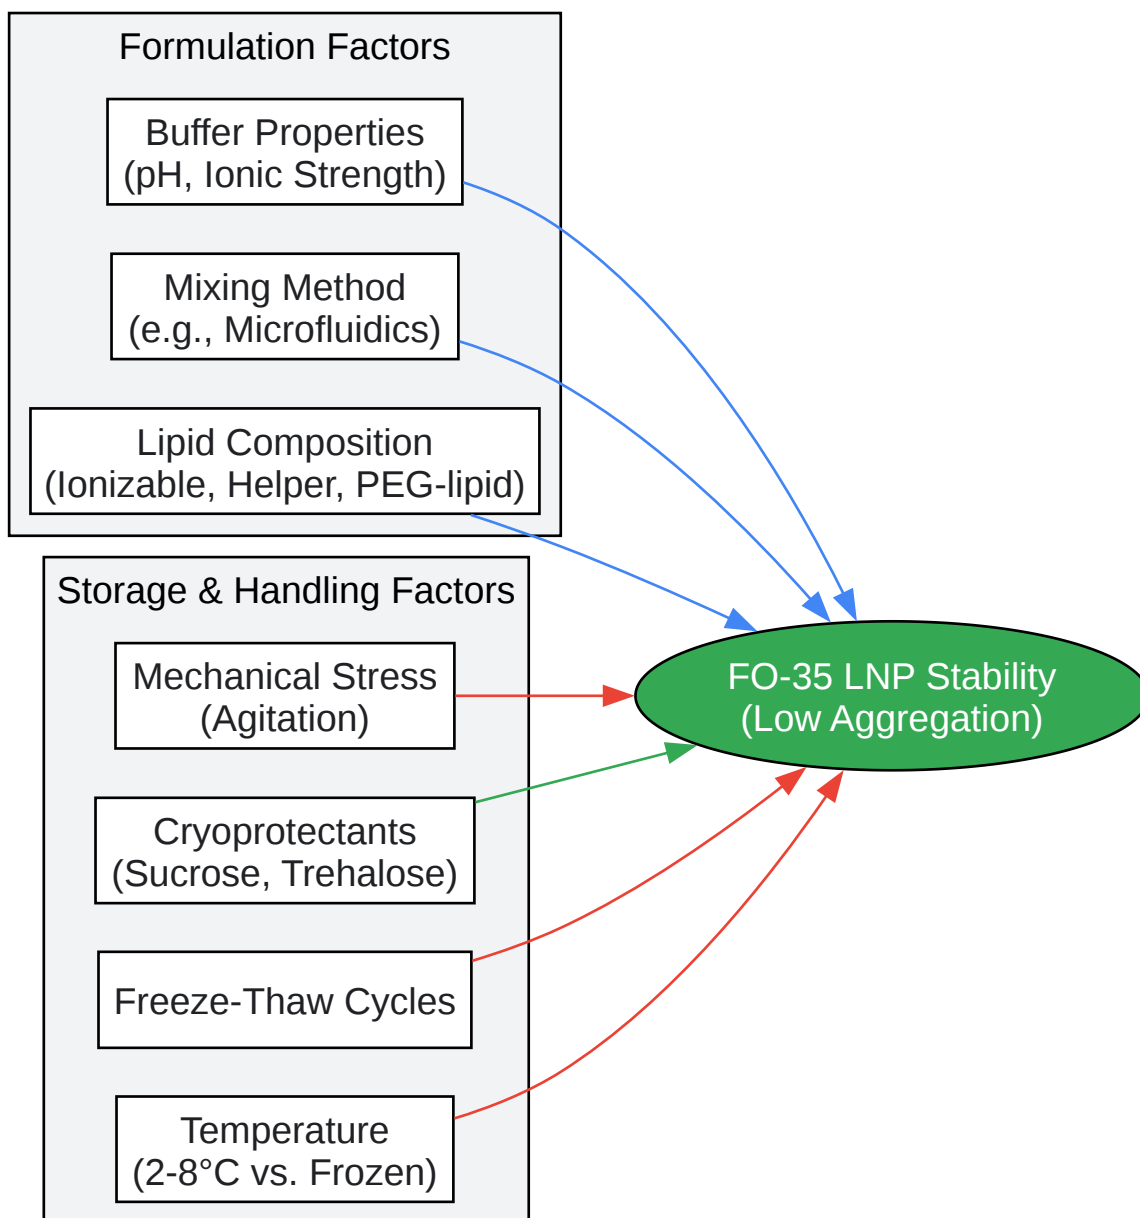 Formulation Factors
Buffer Properties
(pH, Ionic Strength)
Mixing Method
(e.g., Microfluidics)
Lipid Composition
(Ionizable, Helper, PEG-lipid)
Storage & Handling Factors
Mechanical Stress
(Agitation)
Cryoprotectants
(Sucrose, Trehalose)
Freeze-Thaw Cycles
Temperature
(2-8°C vs. Frozen)
FO-35 LNP Stability
(Low Aggregation)